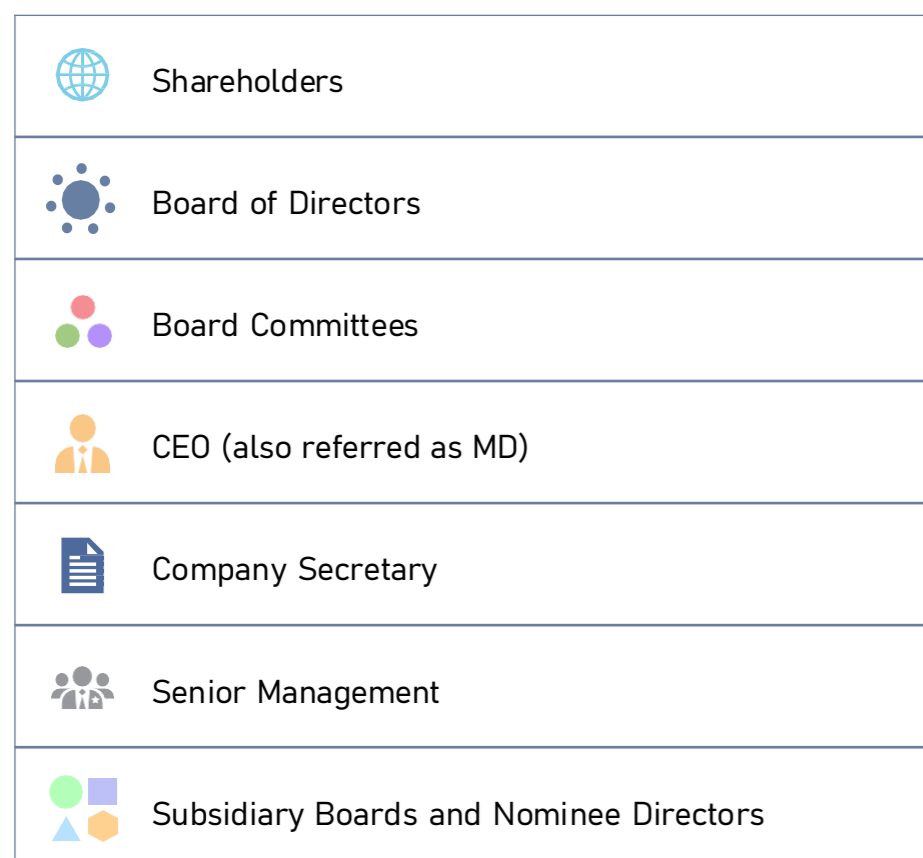 Shareholders
Board of Directors
Board Committees
CEO (also referred as MD)
Company Secretary
Senior Management
Subsidiary Boards and Nominee Directors